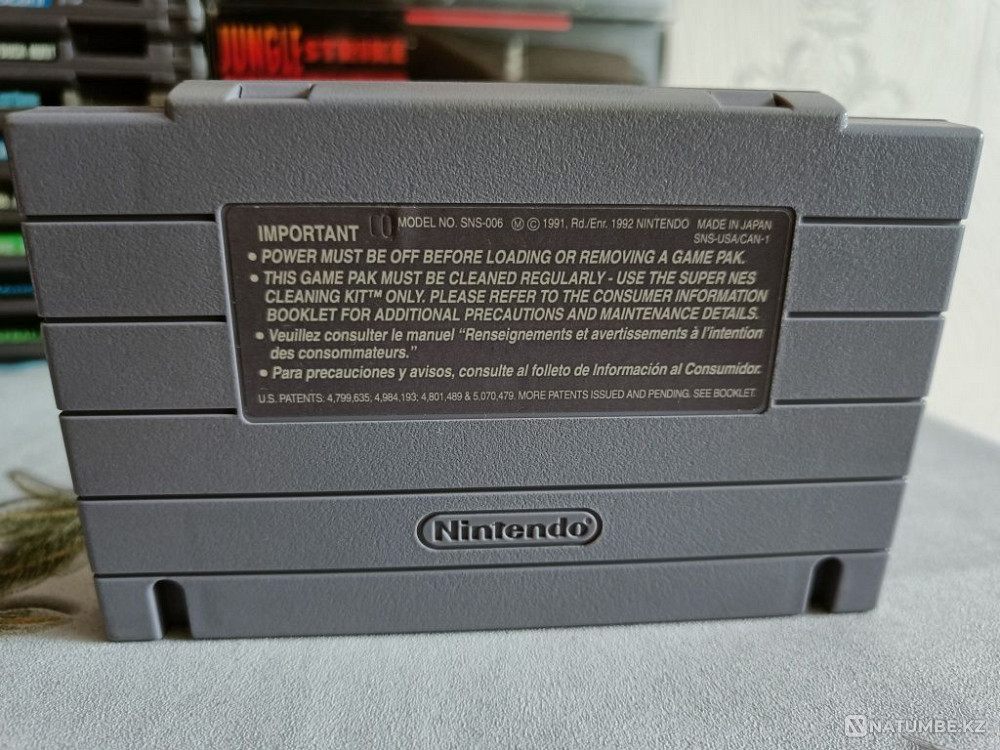 JUNGLE STRIKE
IMPORTANT
MODEL NO. SNS-006 Ⓜ © 1991, Rd./Enr. 1992 NINTENDO MADE IN JAPAN
SNS-USA/CAN-1
• POWER MUST BE OFF BEFORE LOADING OR REMOVING A GAME PAK.
• THIS GAME PAK MUST BE CLEANED REGULARLY - USE THE SUPER NES
CLEANING KIT™ ONLY. PLEASE REFER TO THE CONSUMER INFORMATION
BOOKLET FOR ADDITIONAL PRECAUTIONS AND MAINTENANCE DETAILS.
• Veuillez consulter le manuel “Renseignements et avertissements à l'intention
des consommateurs.”
• Para precauciones y avisos, consulte al folleto de Información al Consumidor.
U.S. PATENTS: 4,799,635; 4,984,193; 4,801,489 & 5,070,479. MORE PATENTS ISSUED AND PENDING. SEE BOOKLET.
Nintendo®
NATUMBE.KZ